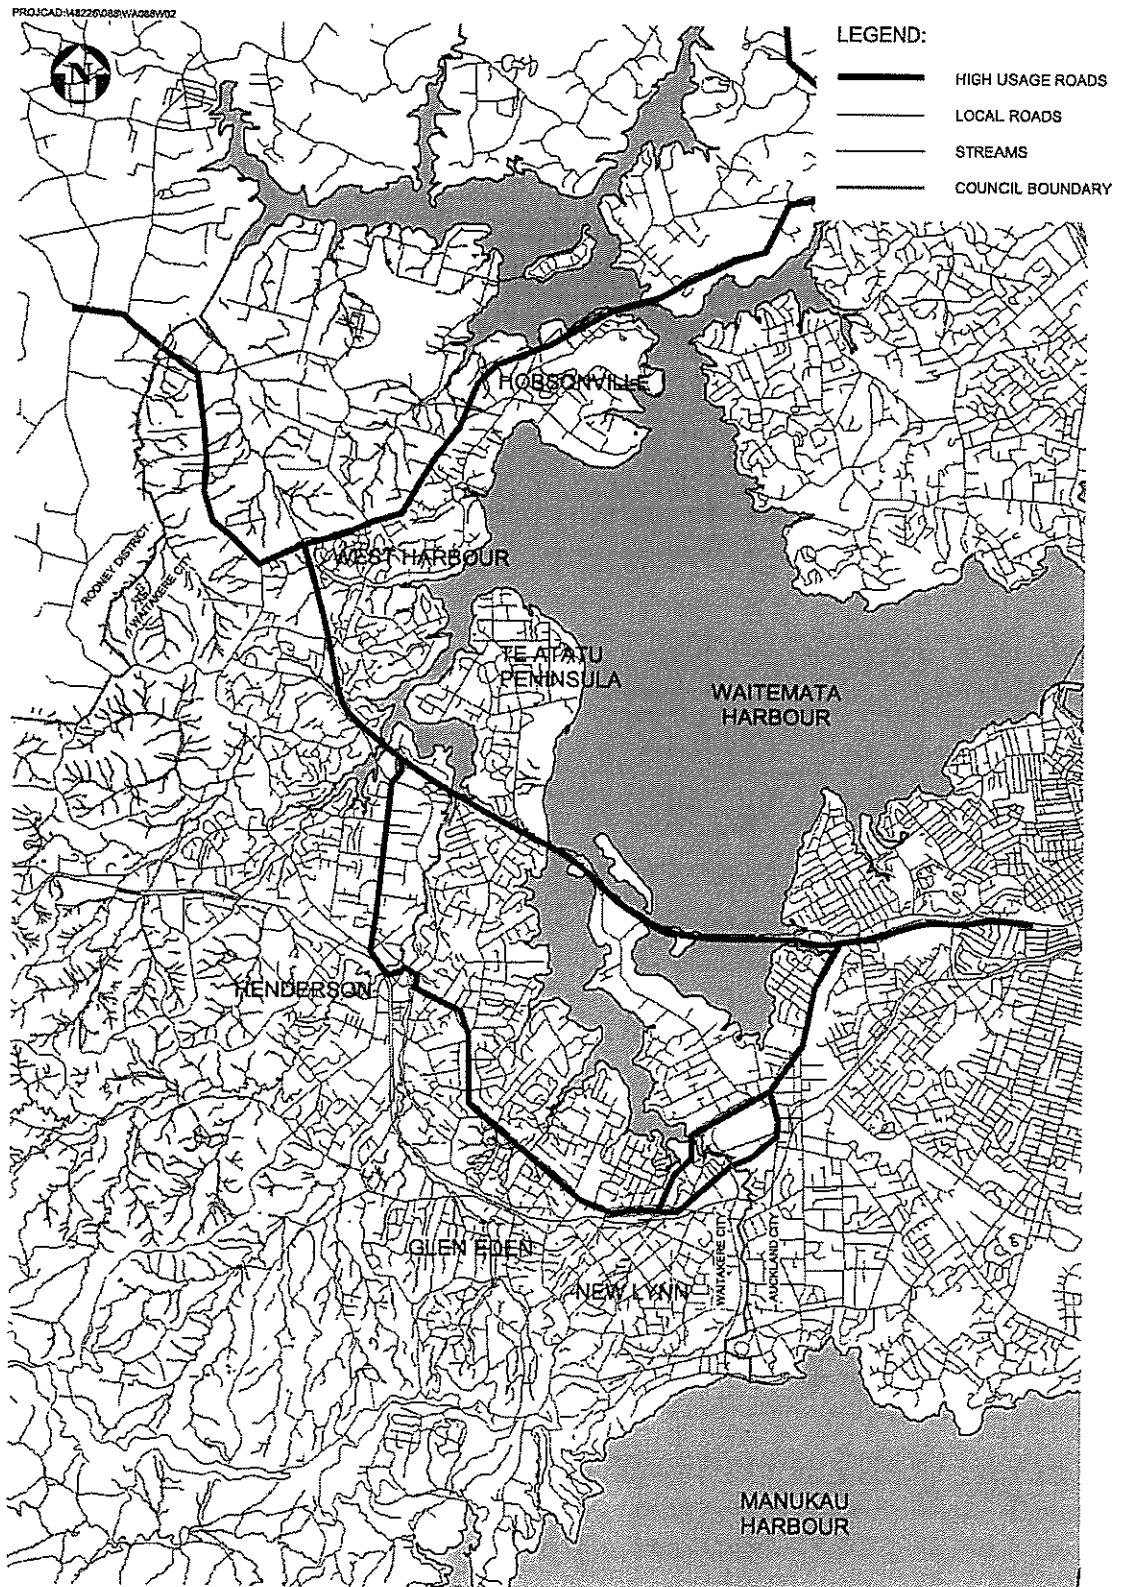 PROJCAD:\48226\088\WA088W02
N
LEGEND:
HIGH USAGE ROADS
LOCAL ROADS
STREAMS
COUNCIL BOUNDARY
HOBSONVILLE
WEST HARBOUR
RODNEY DISTRICT
WAITAKERE CITY
TE ATATU
PENINSULA
WAITEMATA
HARBOUR
HENDERSON
GLEN EDEN
NEW LYNN
WAITAKERE CITY
AUCKLAND CITY
MANUKAU
HARBOUR